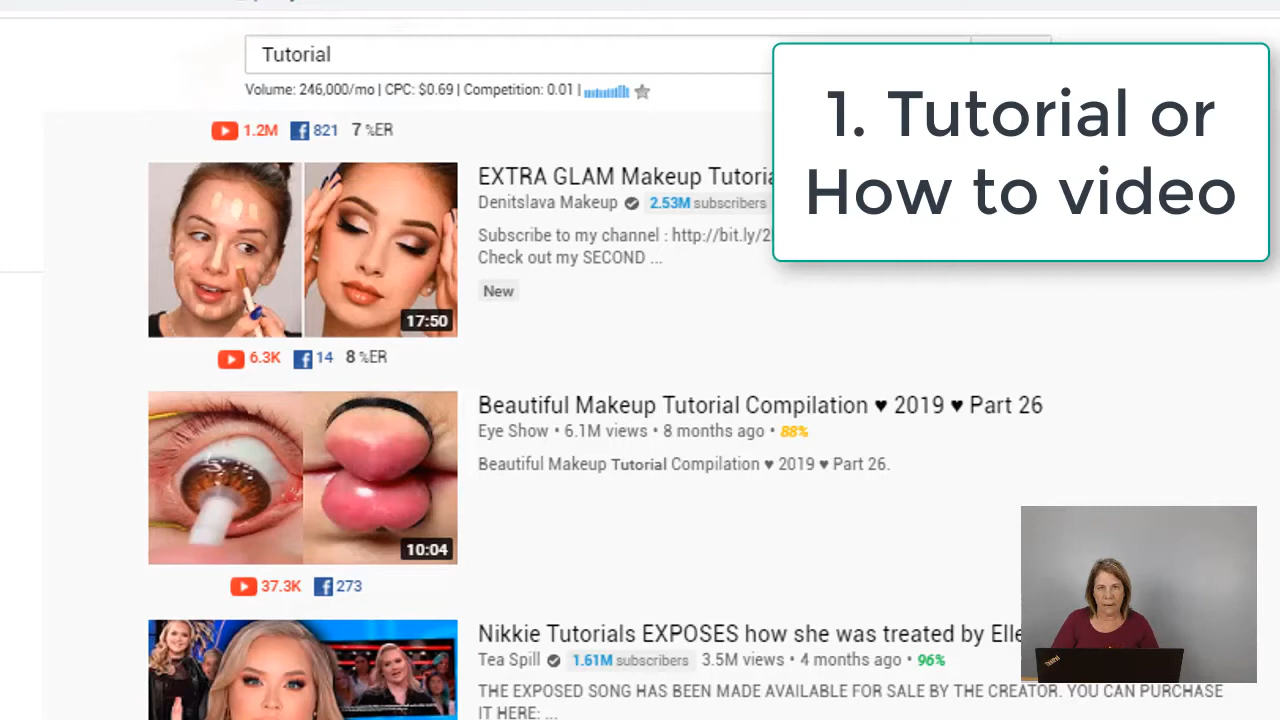 Tutorial
1. Tutorial or
How to video
Volume: 246,000/mo | CPC: $0.69 | Competition: 0.01 |
1.2M 821 7 %ER
EXTRA GLAM Makeup Tutoria
Denitslava Makeup 2.53M subscribers
Subscribe to my channel : http://bit.ly/2
Check out my SECOND ...
New
17:50
6.3K 14 8 %ER
Beautiful Makeup Tutorial Compilation ♥ 2019 ♥ Part 26
Eye Show • 6.1M views • 8 months ago • 88%
Beautiful Makeup Tutorial Compilation ♥ 2019 ♥ Part 26.
10:04
37.3K 273
Nikkie Tutorials EXPOSES how she was treated by Elle
Tea Spill 1.61M subscribers 3.5M views • 4 months ago • 96%
THE EXPOSED SONG HAS BEEN MADE AVAILABLE FOR SALE BY THE CREATOR. YOU CAN PURCHASE
IT HERE: ...